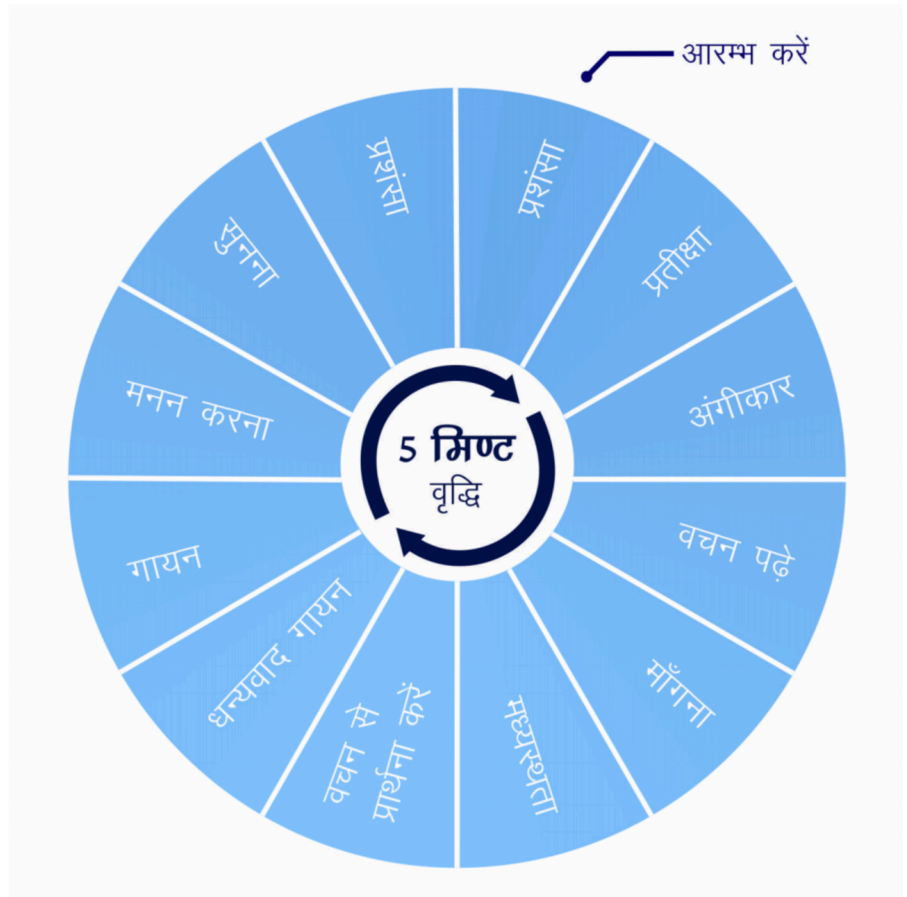 आरम्भ करें
प्रशंसा
प्रतीक्षा
अंगीकार
वचन पढ़े
माँगना
मध्यस्थता
वचन से
प्रार्थना करें
धन्यवाद गायन
गायन
मनन करना
सुनना
प्रशंसा
5 मिण्ट
वृद्धि